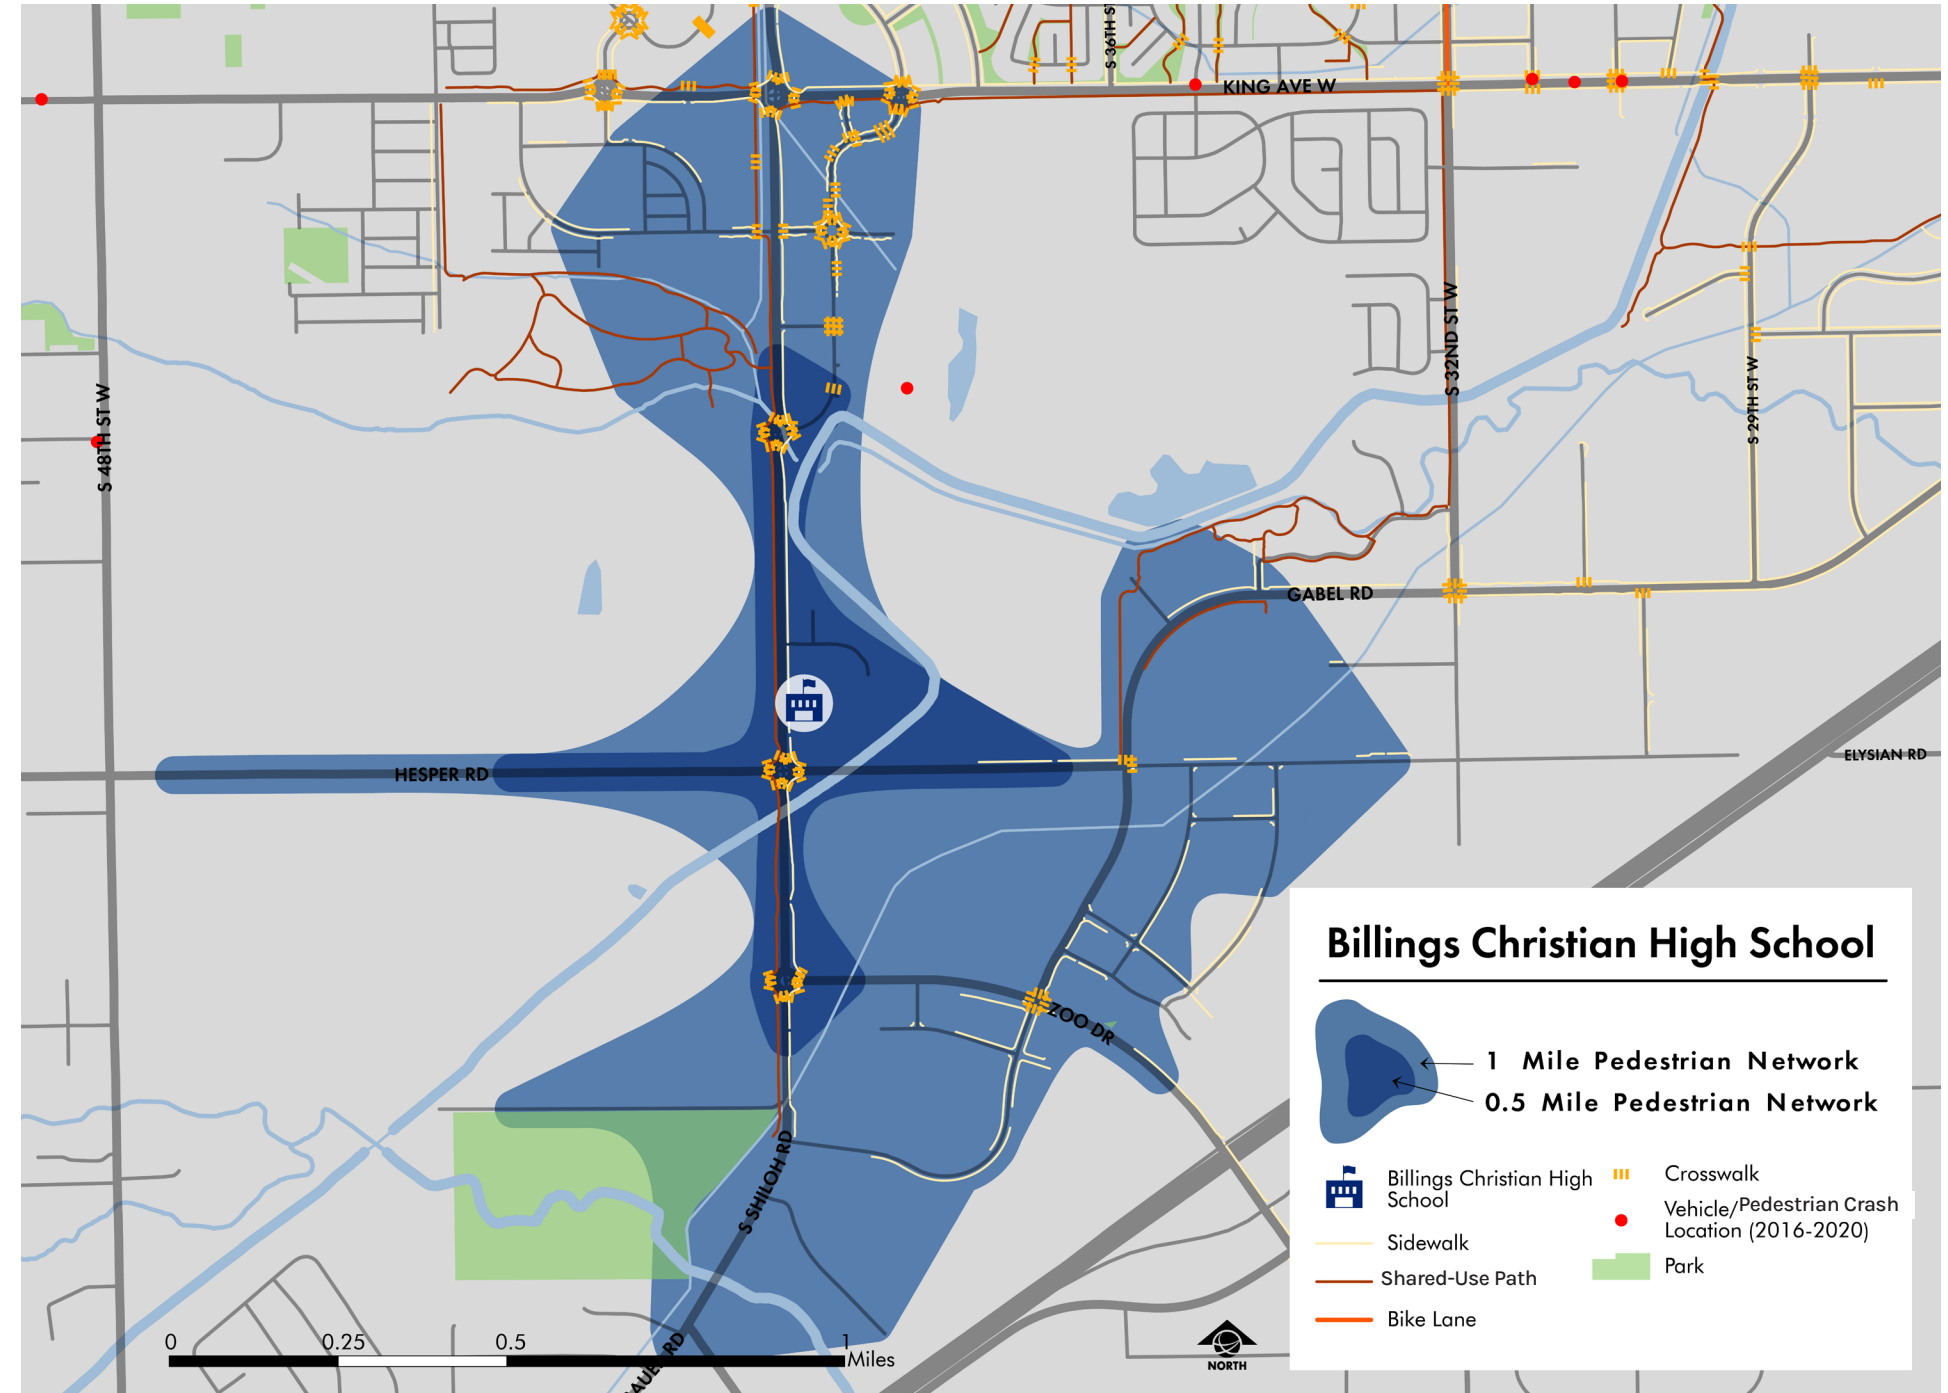 S 36TH ST
KING AVE W
S 32ND ST W
S 29TH ST W
S 48TH ST W
GABEL RD
HESPER RD
ELYSIAN RD
ZOO DR
S SHILOH RD
RD
Billings Christian High School
1 Mile Pedestrian Network
0.5 Mile Pedestrian Network
Billings Christian High
School
Sidewalk
Shared-Use Path
Bike Lane
Crosswalk
Vehicle/Pedestrian Crash
Location (2016-2020)
Park
0 0.25 0.5 1
Miles
NORTH